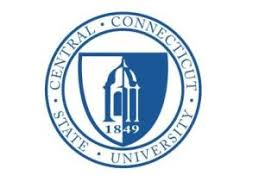 CENTRAL · CONNECTICUT
STATE · UNIVERSITY
1849